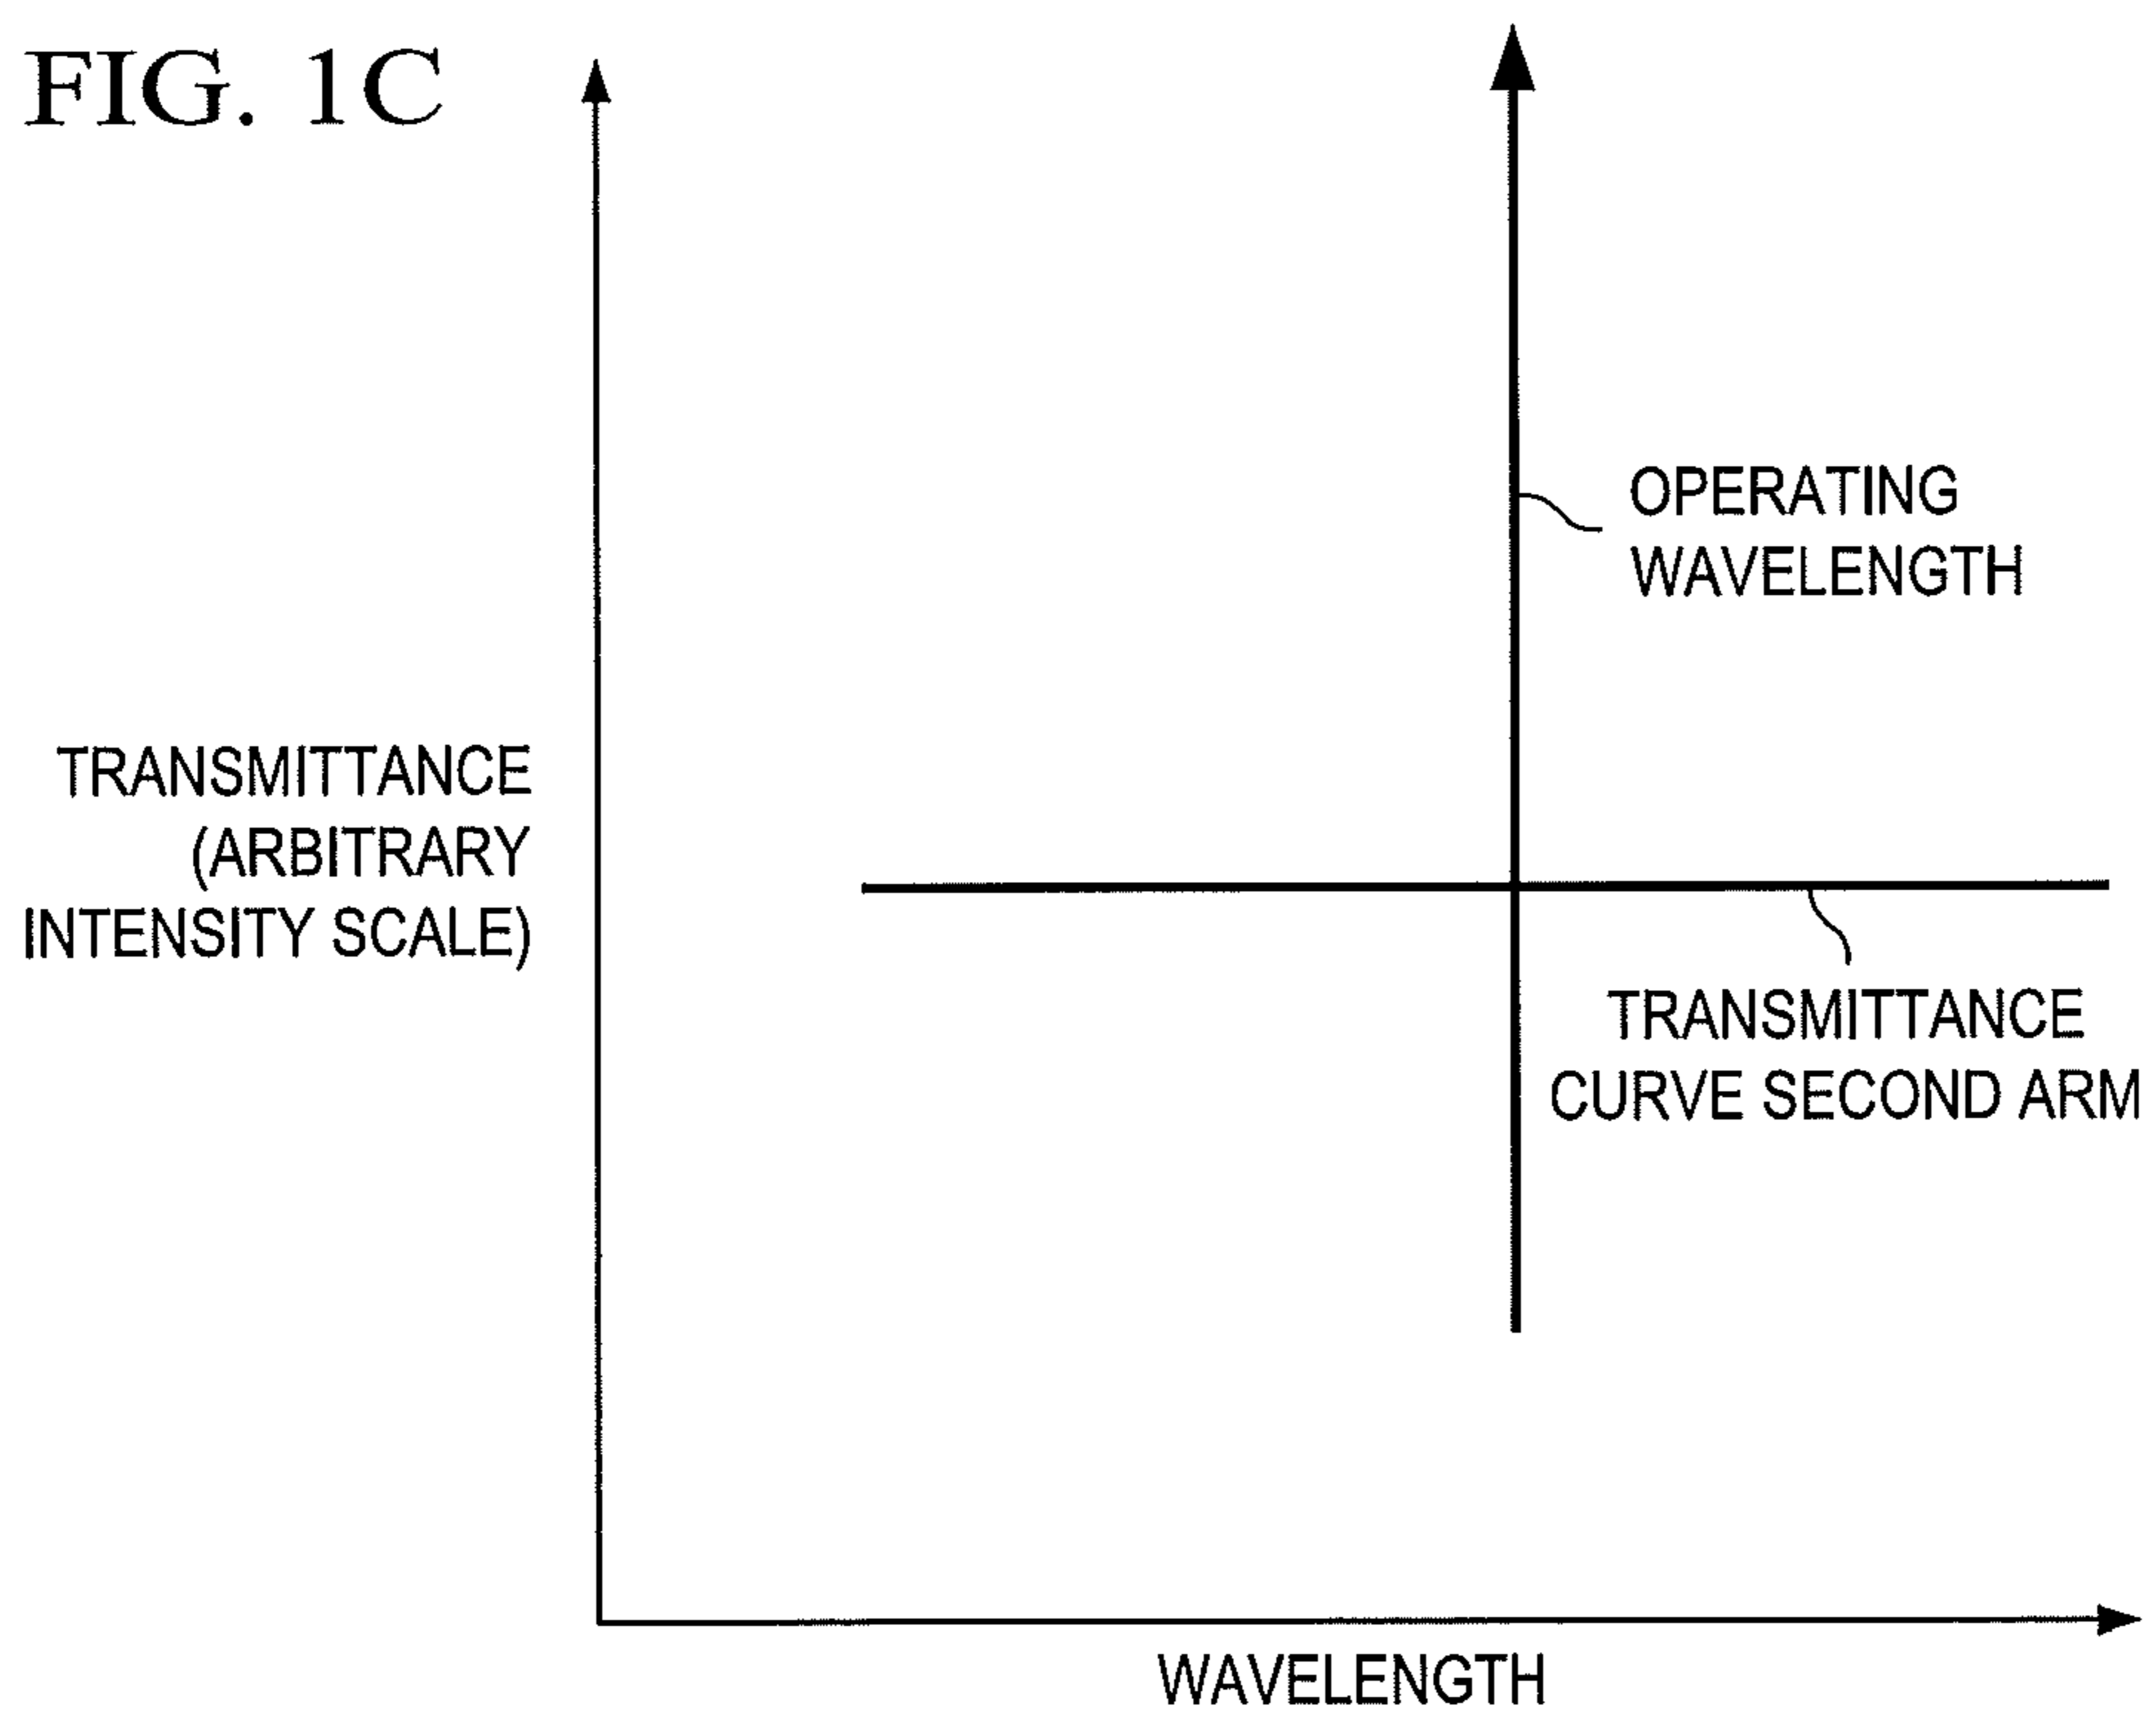 FIG. 1C
OPERATING
WAVELENGTH
TRANSMITTANCE
(ARBITRARY
INTENSITY SCALE)
TRANSMITTANCE
CURVE SECOND ARM
WAVELENGTH